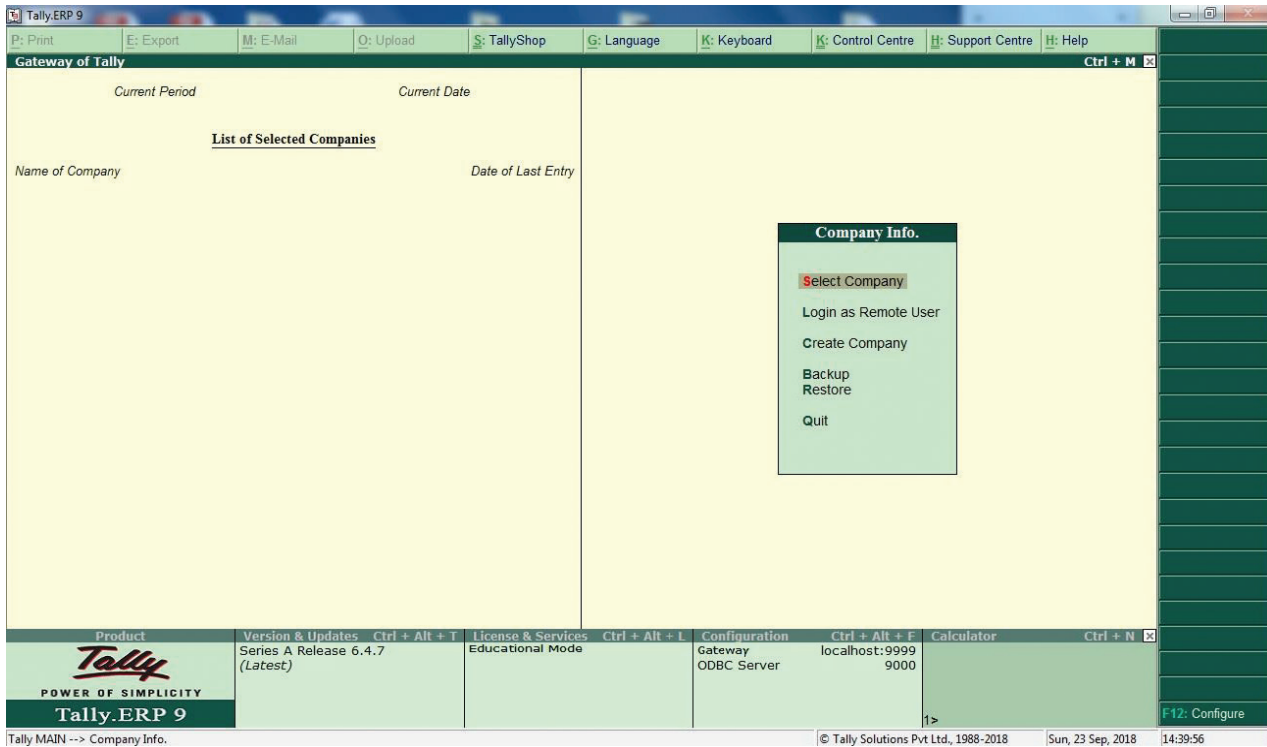 Tally.ERP 9
P: Print E: Export M: E-Mail O: Upload S: TallyShop G: Language K: Keyboard K: Control Centre H: Support Centre H: Help
Gateway of Tally Ctrl + M
Current Period Current Date
List of Selected Companies
Name of Company Date of Last Entry
Company Info.
Select Company
Login as Remote User
Create Company
Backup
Restore
Quit
Product Version & Updates Ctrl + Alt + T License & Services Ctrl + Alt + L Configuration Ctrl + Alt + F Calculator Ctrl + N
Tally
POWER OF SIMPLICITY
Tally.ERP 9
Series A Release 6.4.7
(Latest)
Educational Mode
Gateway localhost:9999
ODBC Server 9000
1>
F12: Configure
Tally MAIN --> Company Info. © Tally Solutions Pvt Ltd., 1988-2018 Sun, 23 Sep, 2018 14:39:56